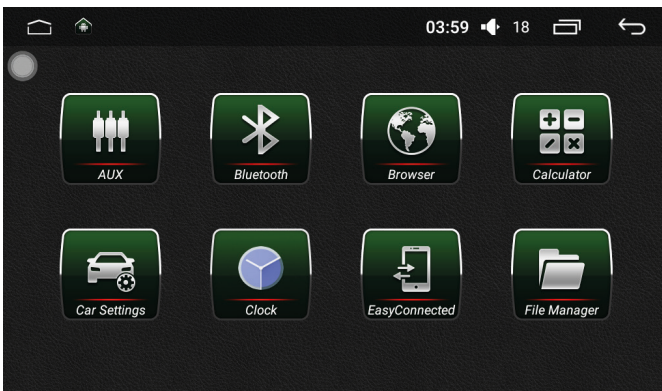 03:59 18
AUX Bluetooth Browser Calculator
Car Settings Clock EasyConnected File Manager